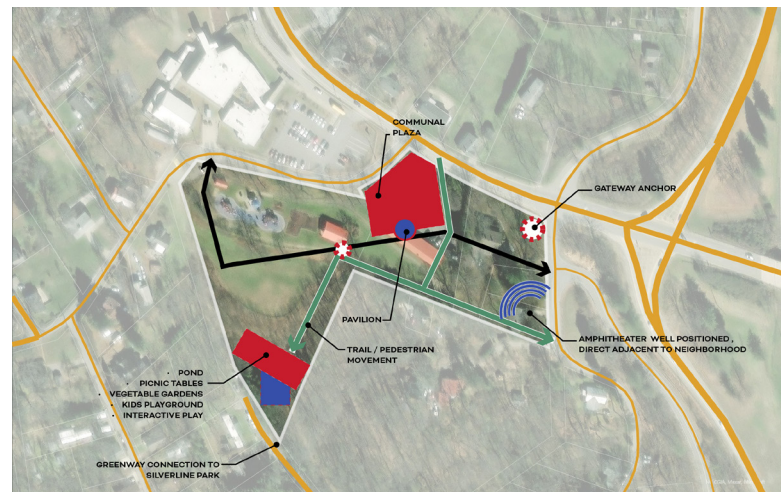 COMMUNAL
PLAZA
GATEWAY ANCHOR
PAVILION
AMPHITHEATER WELL POSITIONED ,
DIRECT ADJACENT TO NEIGHBORHOOD
TRAIL / PEDESTRIAN
MOVEMENT
· POND
· PICNIC TABLES
· VEGETABLE GARDENS
· KIDS PLAYGROUND
· INTERACTIVE PLAY
GREENWAY CONNECTION TO
SILVERLINE PARK